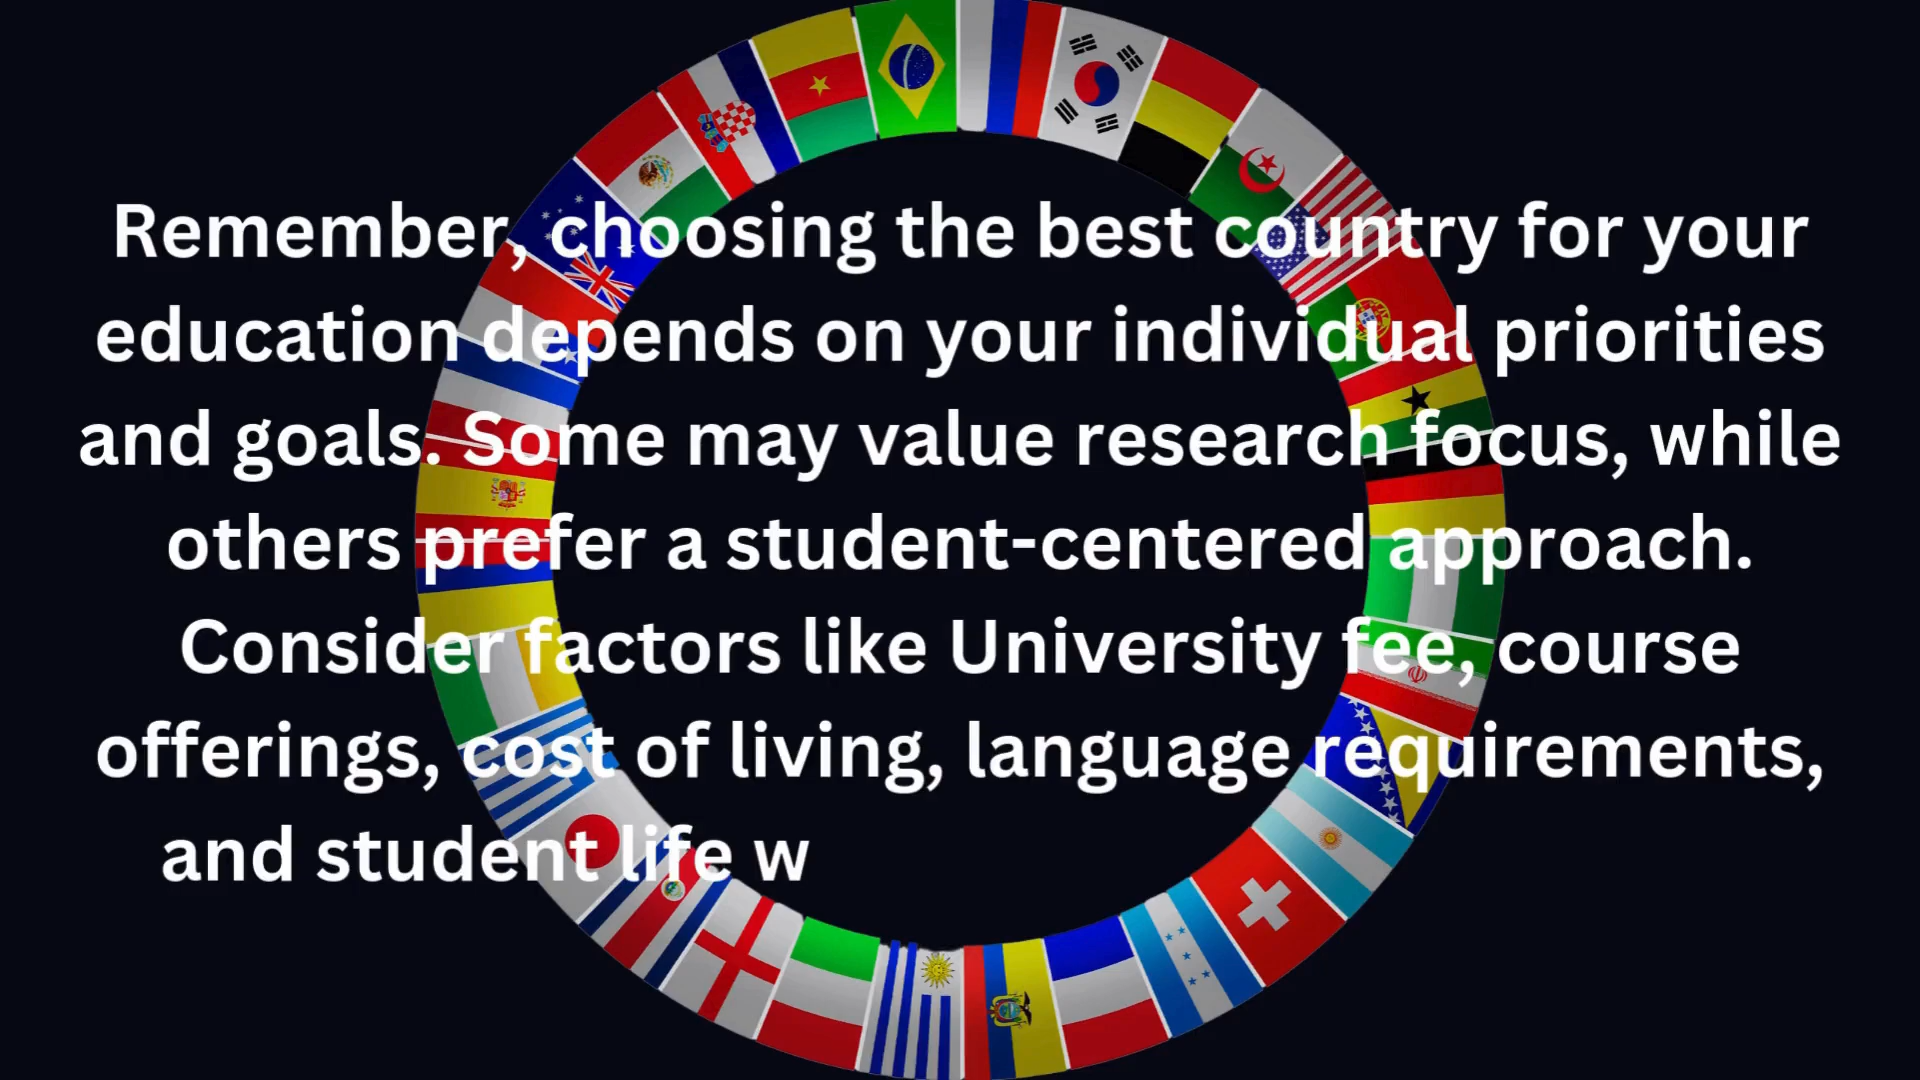 Remember, choosing the best country for your
education depends on your individual priorities
and goals. Some may value research focus, while
others prefer a student-centered approach.
Consider factors like University fee, course
offerings, cost of living, language requirements,
and student life w